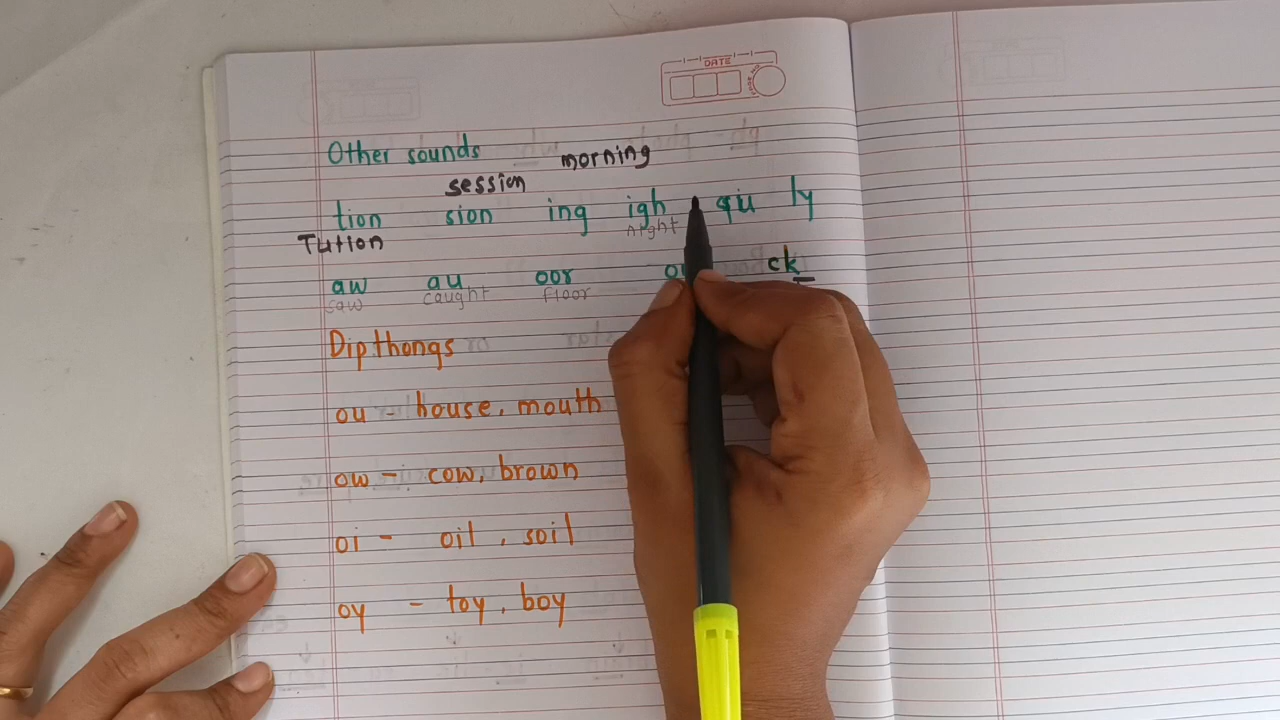 DATE
Other sounds
session morning
tion sion ing igh qu ly
Tution night
aw au oor ck
saw caught Floor
Dipthongs
ou - house, mouth
ow - cow, brown
oi - oil, soil
oy - toy, boy